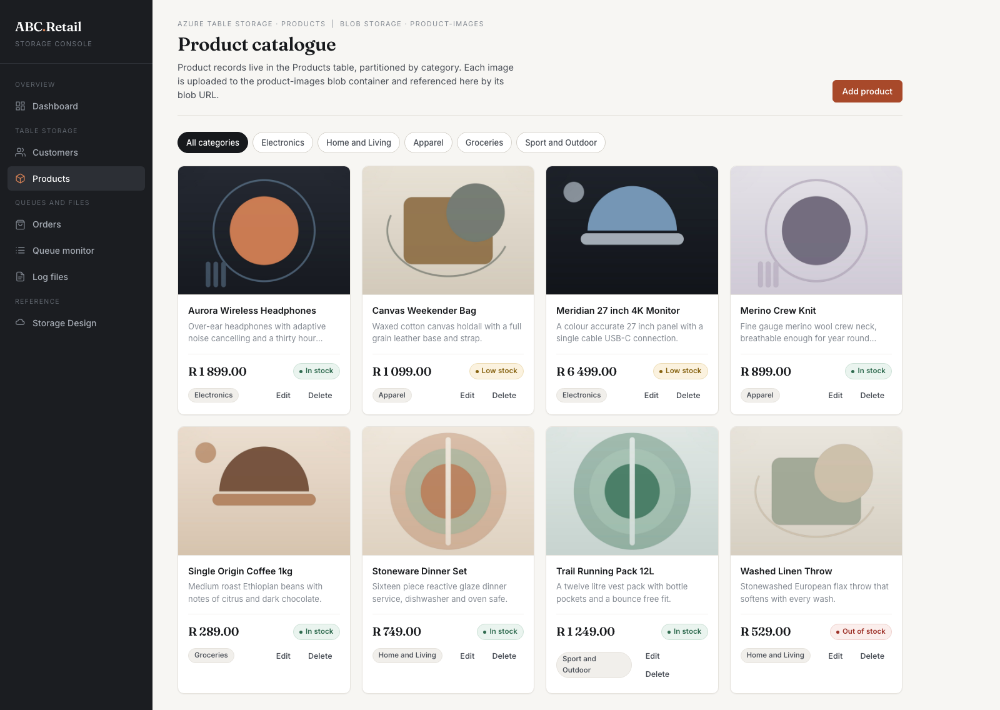 ABC.Retail
STORAGE CONSOLE
OVERVIEW
Dashboard
TABLE STORAGE
Customers
Products
QUEUES AND FILES
Orders
Queue monitor
Log files
REFERENCE
Storage Design
AZURE TABLE STORAGE · PRODUCTS | BLOB STORAGE · PRODUCT-IMAGES
Product catalogue
Product records live in the Products table, partitioned by category. Each image
is uploaded to the product-images blob container and referenced here by its
blob URL.
Add product
All categories Electronics Home and Living Apparel Groceries Sport and Outdoor
Aurora Wireless Headphones
Over-ear headphones with adaptive
noise cancelling and a thirty hour...
R 1 899.00 In stock
Electronics Edit Delete
Canvas Weekender Bag
Waxed cotton canvas holdall with a full
grain leather base and strap.
R 1 099.00 Low stock
Apparel Edit Delete
Meridian 27 inch 4K Monitor
A colour accurate 27 inch panel with a
single cable USB-C connection.
R 6 499.00 Low stock
Electronics Edit Delete
Merino Crew Knit
Fine gauge merino wool crew neck,
breathable enough for year round...
R 899.00 In stock
Apparel Edit Delete
Single Origin Coffee 1kg
Medium roast Ethiopian beans with
notes of citrus and dark chocolate.
R 289.00 In stock
Groceries Edit Delete
Stoneware Dinner Set
Sixteen piece reactive glaze dinner
service, dishwasher and oven safe.
R 749.00 In stock
Home and Living Edit Delete
Trail Running Pack 12L
A twelve litre vest pack with bottle
pockets and a bounce free fit.
R 1 249.00 In stock
Sport and
Outdoor
Edit
Delete
Washed Linen Throw
Stonewashed European flax throw that
softens with every wash.
R 529.00 Out of stock
Home and Living Edit Delete